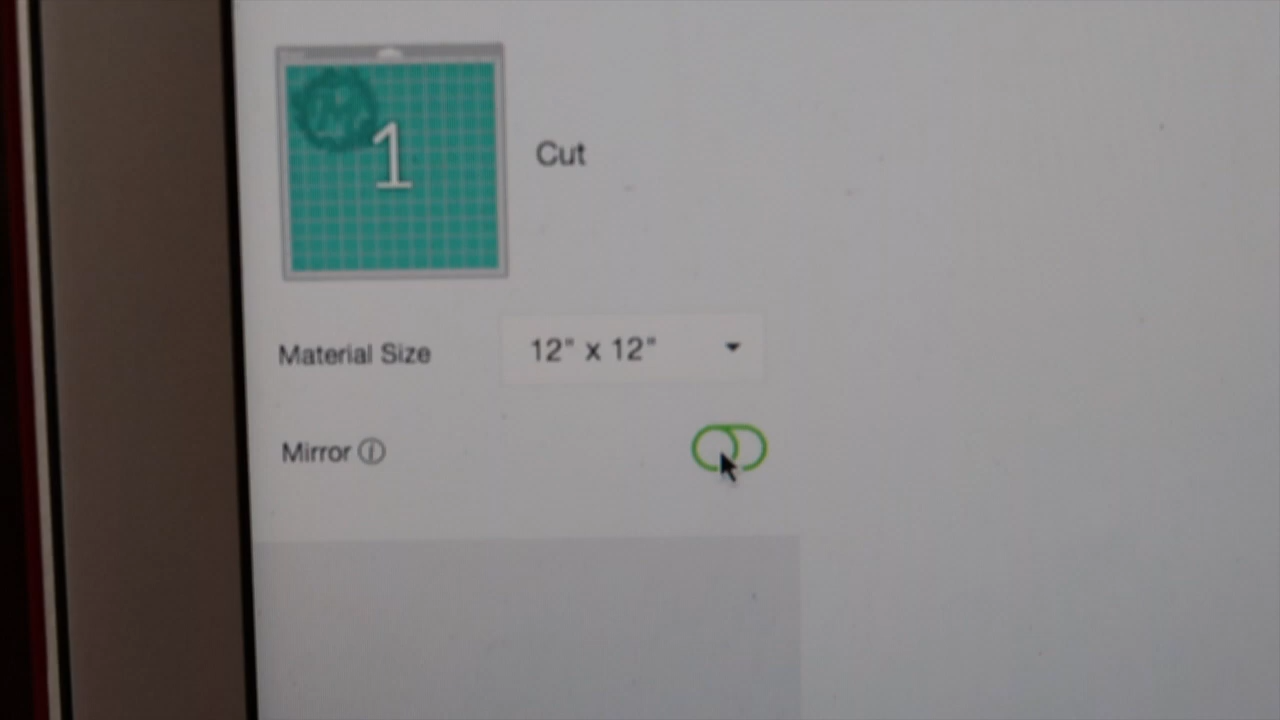 1
Cut
Material Size 12" x 12"
Mirror ⓘ